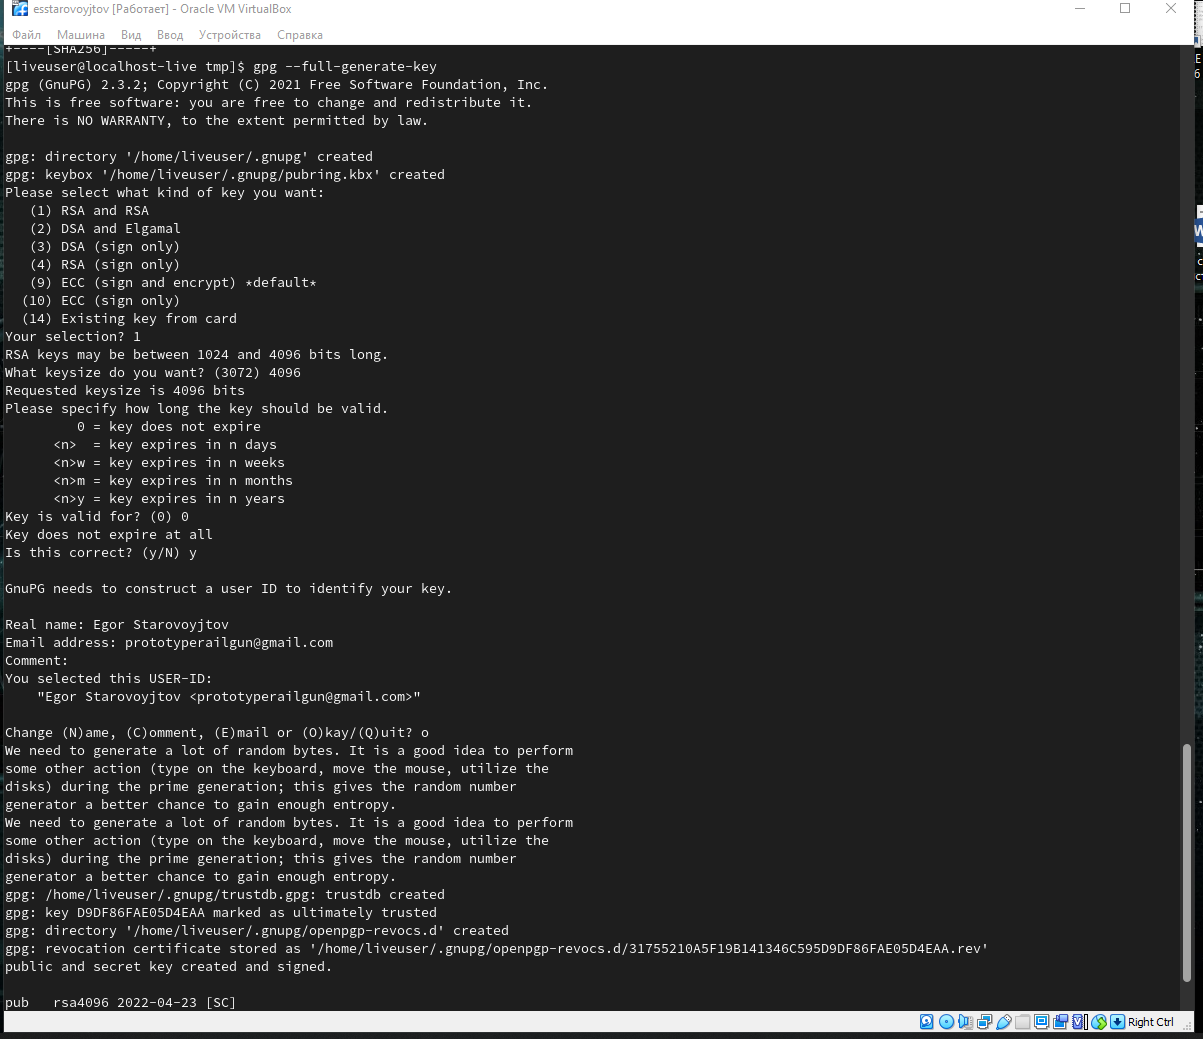 esstarovoyjtov [Работает] - Oracle VM VirtualBox
Файл Машина Вид Ввод Устройства Справка
+----[SHA256]-----+
[liveuser@localhost-live tmp]$ gpg --full-generate-key
gpg (GnuPG) 2.3.2; Copyright (C) 2021 Free Software Foundation, Inc.
This is free software: you are free to change and redistribute it.
There is NO WARRANTY, to the extent permitted by law.
gpg: directory '/home/liveuser/.gnupg' created
gpg: keybox '/home/liveuser/.gnupg/pubring.kbx' created
Please select what kind of key you want:
(1) RSA and RSA
(2) DSA and Elgamal
(3) DSA (sign only)
(4) RSA (sign only)
(9) ECC (sign and encrypt) *default*
(10) ECC (sign only)
(14) Existing key from card
Your selection? 1
RSA keys may be between 1024 and 4096 bits long.
What keysize do you want? (3072) 4096
Requested keysize is 4096 bits
Please specify how long the key should be valid.
0 = key does not expire
<n>  = key expires in n days
<n>w = key expires in n weeks
<n>m = key expires in n months
<n>y = key expires in n years
Key is valid for? (0) 0
Key does not expire at all
Is this correct? (y/N) y
GnuPG needs to construct a user ID to identify your key.
Real name: Egor Starovoyjtov
Email address: prototyperailgun@gmail.com
Comment:
You selected this USER-ID:
"Egor Starovoyjtov <prototyperailgun@gmail.com>"
Change (N)ame, (C)omment, (E)mail or (O)kay/(Q)uit? o
We need to generate a lot of random bytes. It is a good idea to perform
some other action (type on the keyboard, move the mouse, utilize the
disks) during the prime generation; this gives the random number
generator a better chance to gain enough entropy.
We need to generate a lot of random bytes. It is a good idea to perform
some other action (type on the keyboard, move the mouse, utilize the
disks) during the prime generation; this gives the random number
generator a better chance to gain enough entropy.
gpg: /home/liveuser/.gnupg/trustdb.gpg: trustdb created
gpg: key D9DF86FAE05D4EAA marked as ultimately trusted
gpg: directory '/home/liveuser/.gnupg/openpgp-revocs.d' created
gpg: revocation certificate stored as '/home/liveuser/.gnupg/openpgp-revocs.d/31755210A5F19B141346C595D9DF86FAE05D4EAA.rev'
public and secret key created and signed.
pub   rsa4096 2022-04-23 [SC]
Right Ctrl